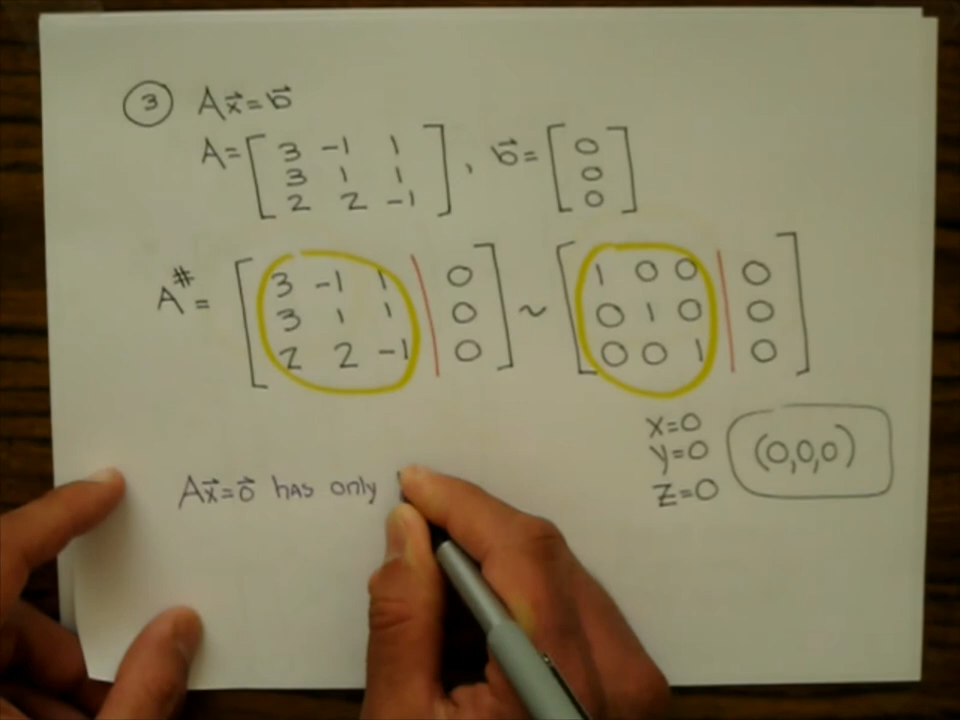 3 Ax⃗=b⃗
A= [ 3 -1 1 ] , b⃗= [ 0 ]
3 1 1 0
2 2 -1 0
A# = [ 3 -1 1 | 0 ] ~ [ 1 0 0 | 0 ]
3 1 1 | 0 0 1 0 | 0
2 2 -1 | 0 0 0 1 | 0
x=0
y=0 (0,0,0)
z=0
Ax⃗=0⃗ has only